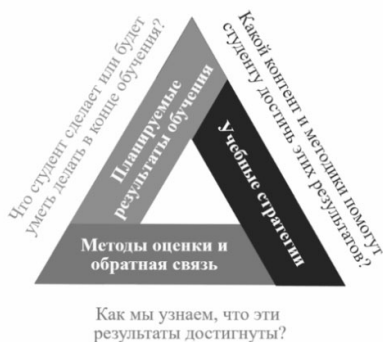 Что студент сделает или будет
уметь делать в конце обучения?
Планируемые
результаты обучения
Какой контент и методики помогут
студенту достичь этих результатов?
Учебные стратегии
Методы оценки и
обратная связь
Как мы узнаем, что эти
результаты достигнуты?